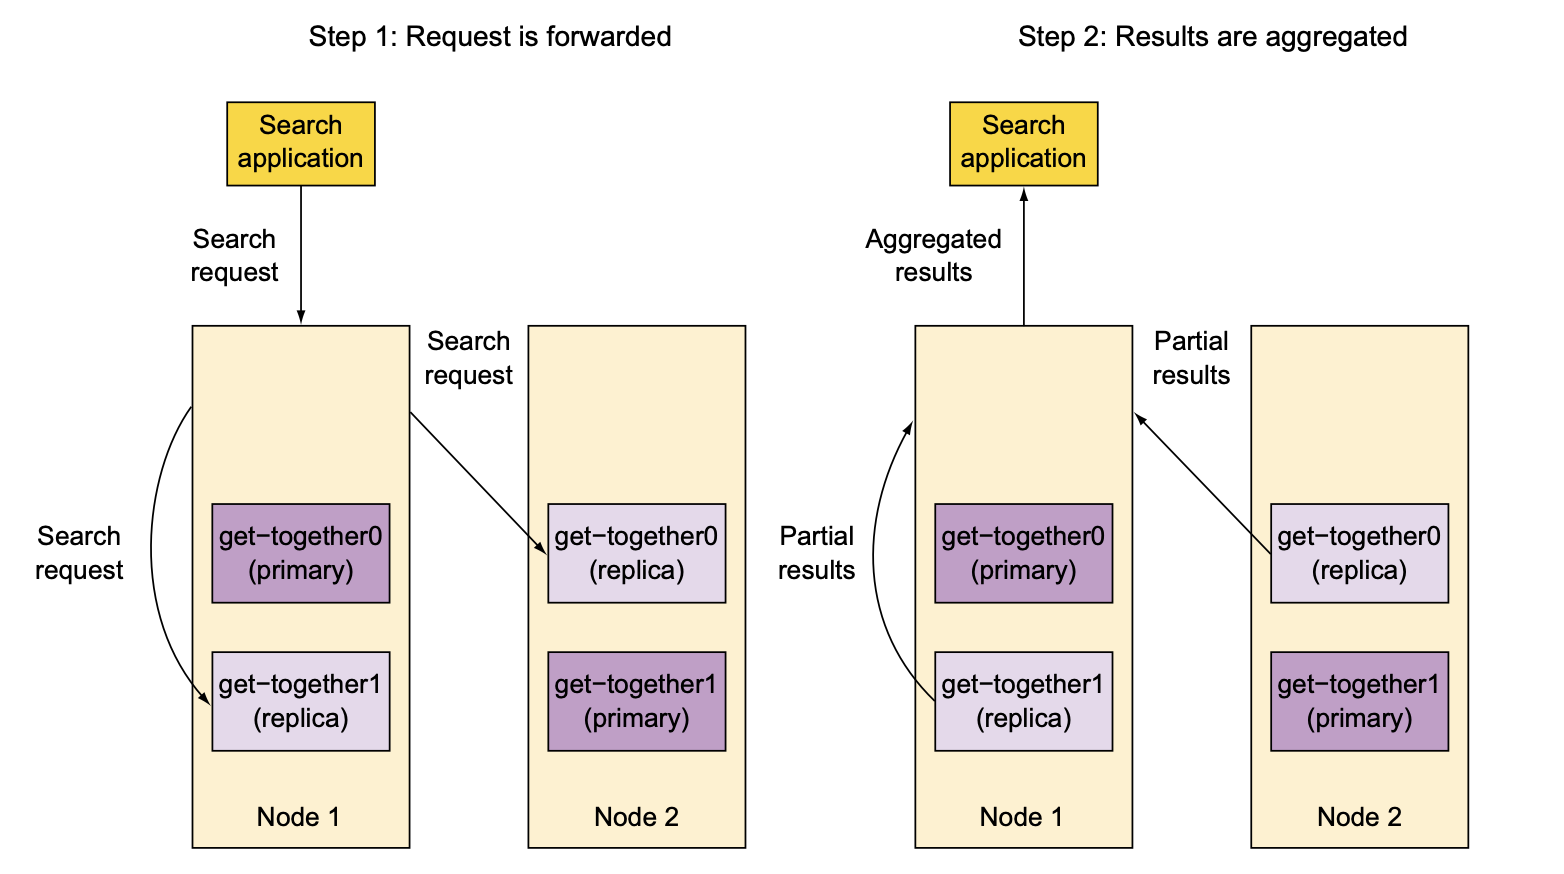 Step 1: Request is forwarded
Search
application
Search
request
Search
request
Search
request
get−together0
(primary)
get−together1
(replica)
Node 1
get−together0
(replica)
get−together1
(primary)
Node 2
Step 2: Results are aggregated
Search
application
Aggregated
results
Partial
results
Partial
results
get−together0
(primary)
get−together1
(replica)
Node 1
get−together0
(replica)
get−together1
(primary)
Node 2